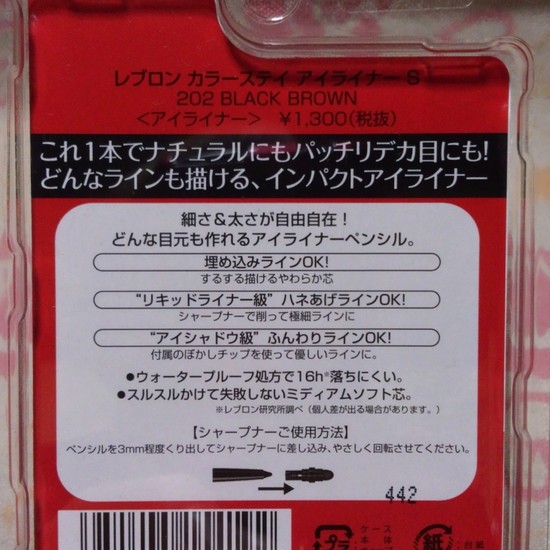 レブロン カラーステイ アイライナー S
202 BLACK BROWN
＜アイライナー＞ ¥1,300(税抜)
これ1本でナチュラルにもパッチリデカ目にも!
どんなラインも描ける、インパクトアイライナー
細さ&太さが自由自在!
どんな目元も作れるアイライナーペンシル。
埋め込みラインOK!
するする描けるやわらか芯
“リキッドライナー級” ハネあげラインOK!
シャープナーで削って極細ラインに
“アイシャドウ級” ふんわりラインOK!
付属のぼかしチップを使って優しいラインに。
●ウォータープルーフ処方で16h※落ちにくい。
●スルスルかけて失敗しないミディアムソフト芯。
※レブロン研究所調べ（個人差が出る場合があります。）
【シャープナーご使用方法】
ペンシルを3mm程度くり出してシャープナーに差し込み、やさしく回転させてください。
442
プラ
ケース
本体
紙
:台紙